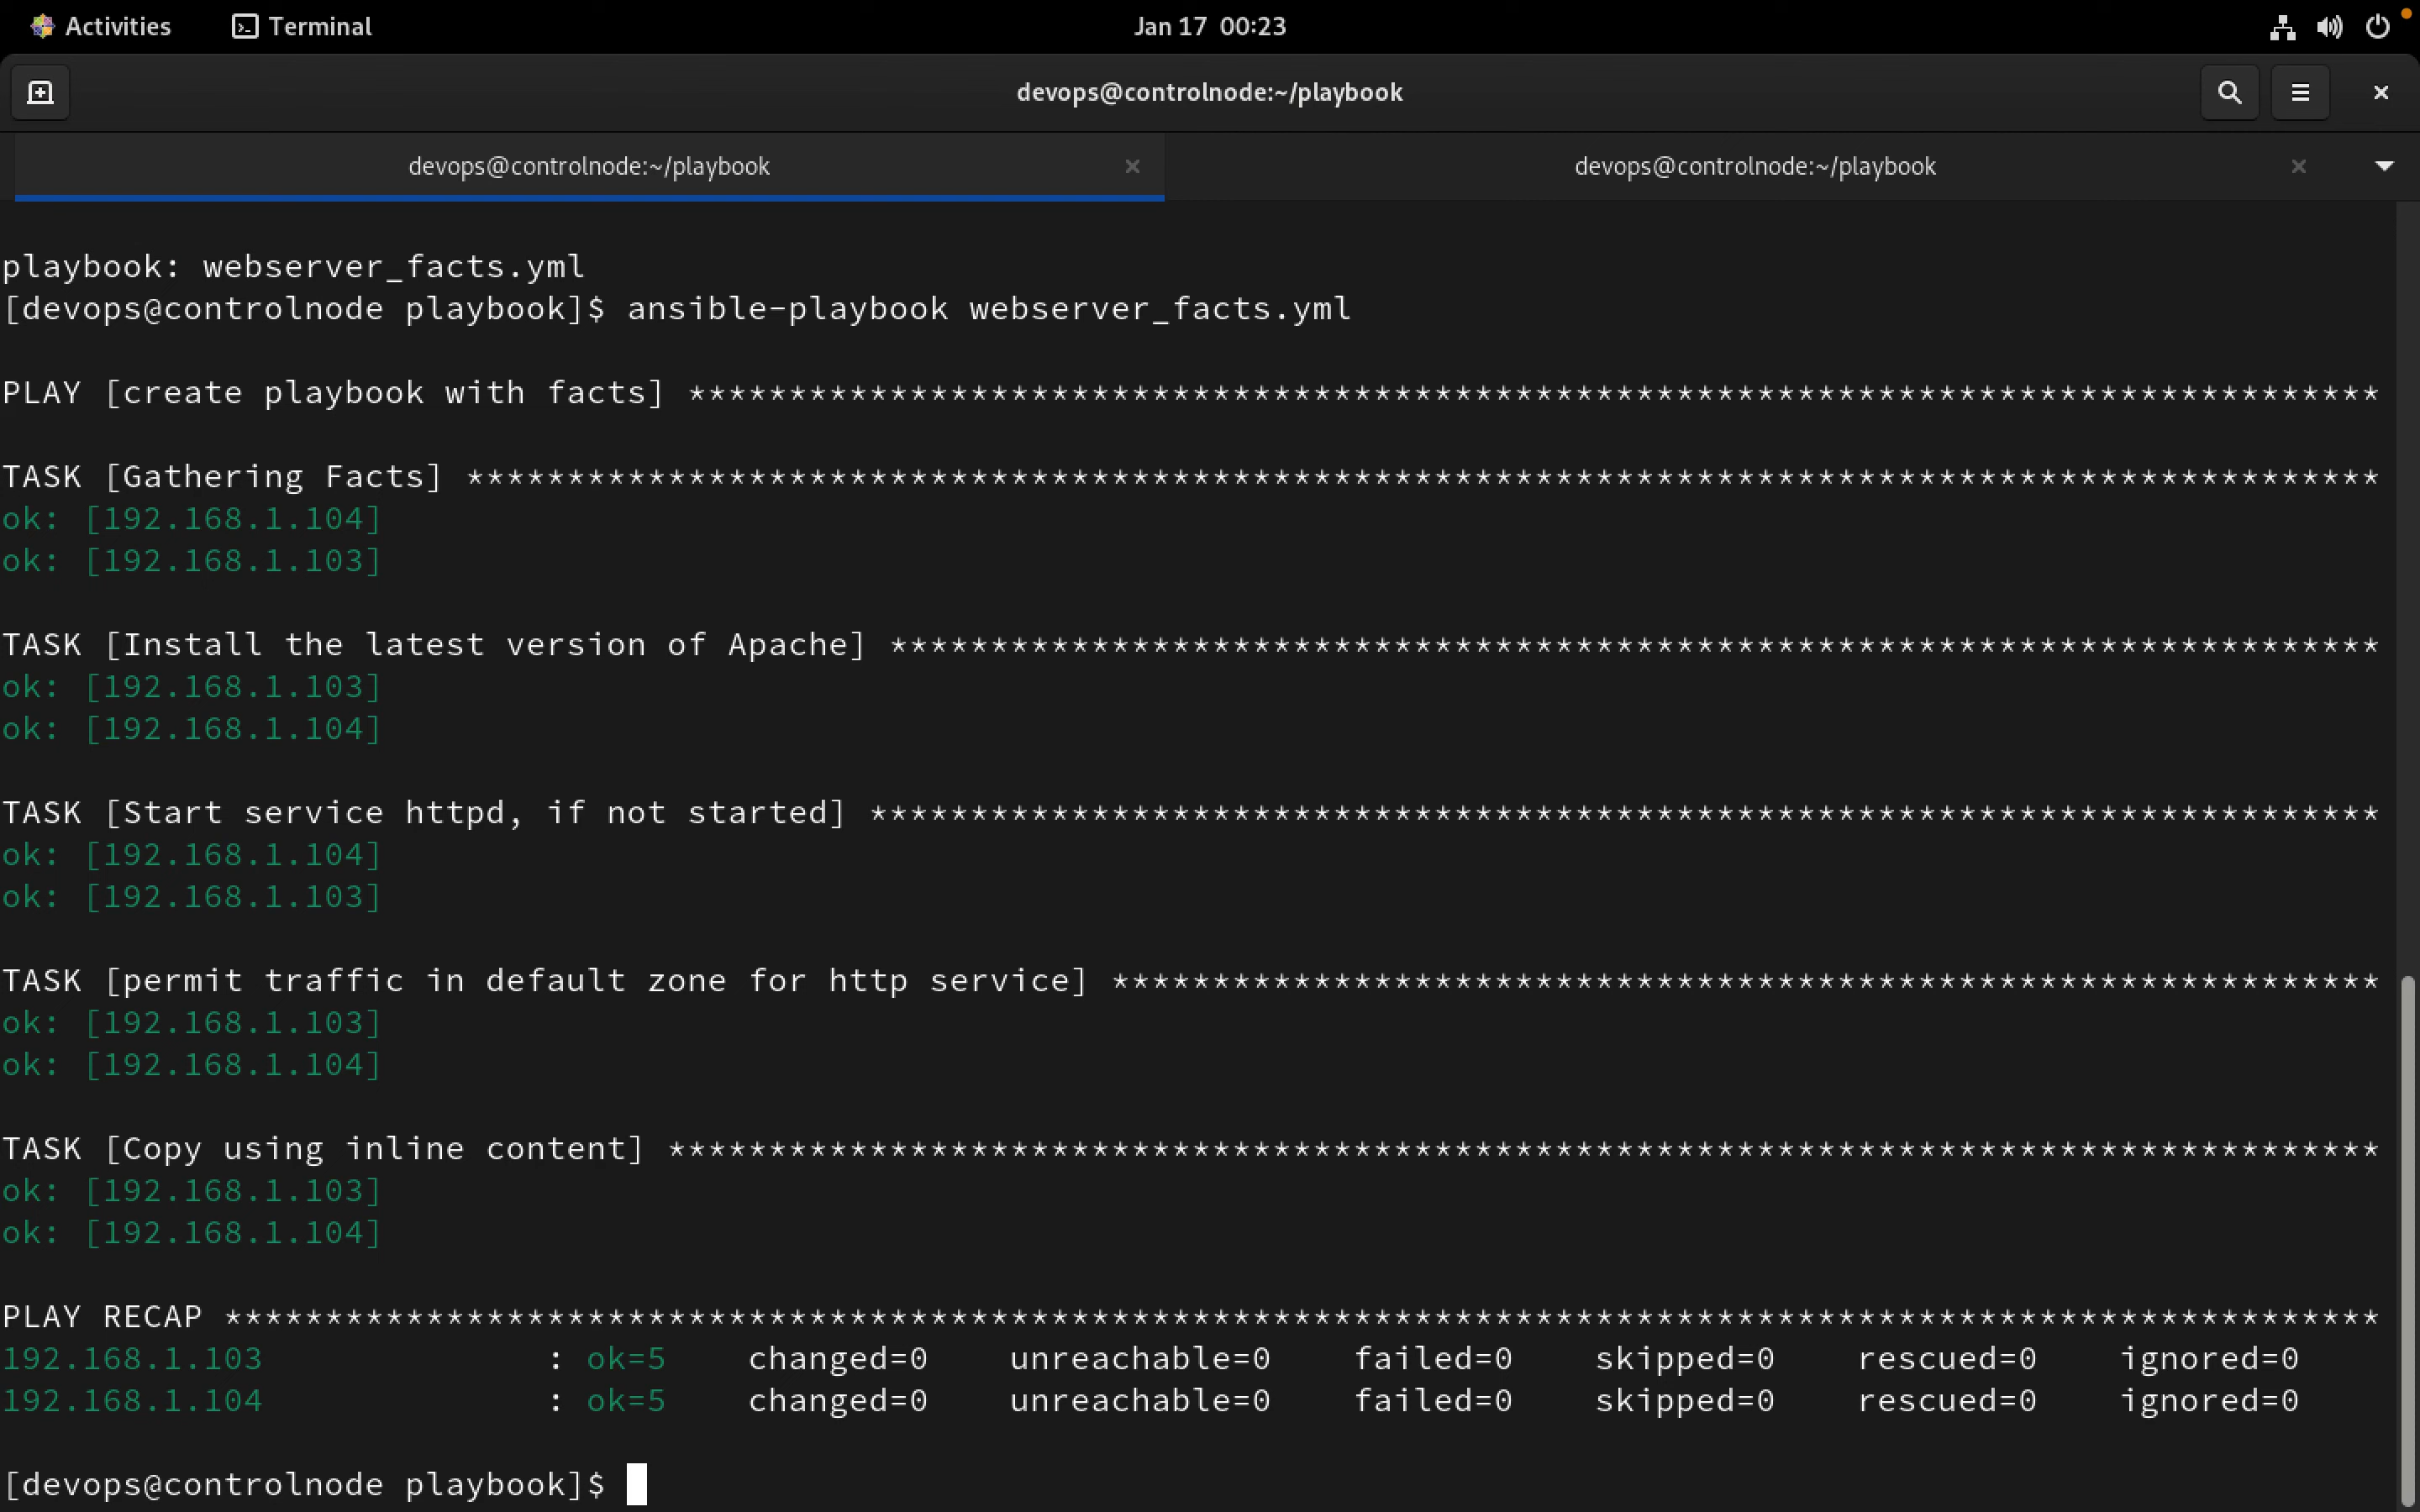 Activities Terminal Jan 17 00:23
devops@controlnode:~/playbook
devops@controlnode:~/playbook devops@controlnode:~/playbook
playbook: webserver_facts.yml
[devops@controlnode playbook]$ ansible-playbook webserver_facts.yml
PLAY [create playbook with facts] ************************************************************************************
TASK [Gathering Facts] ***********************************************************************************************
ok: [192.168.1.104]
ok: [192.168.1.103]
TASK [Install the latest version of Apache] **************************************************************************
ok: [192.168.1.103]
ok: [192.168.1.104]
TASK [Start service httpd, if not started] ***************************************************************************
ok: [192.168.1.104]
ok: [192.168.1.103]
TASK [permit traffic in default zone for http service] ***************************************************************
ok: [192.168.1.103]
ok: [192.168.1.104]
TASK [Copy using inline content] *************************************************************************************
ok: [192.168.1.103]
ok: [192.168.1.104]
PLAY RECAP ***********************************************************************************************************
192.168.1.103              : ok=5    changed=0    unreachable=0    failed=0    skipped=0    rescued=0    ignored=0
192.168.1.104              : ok=5    changed=0    unreachable=0    failed=0    skipped=0    rescued=0    ignored=0
[devops@controlnode playbook]$